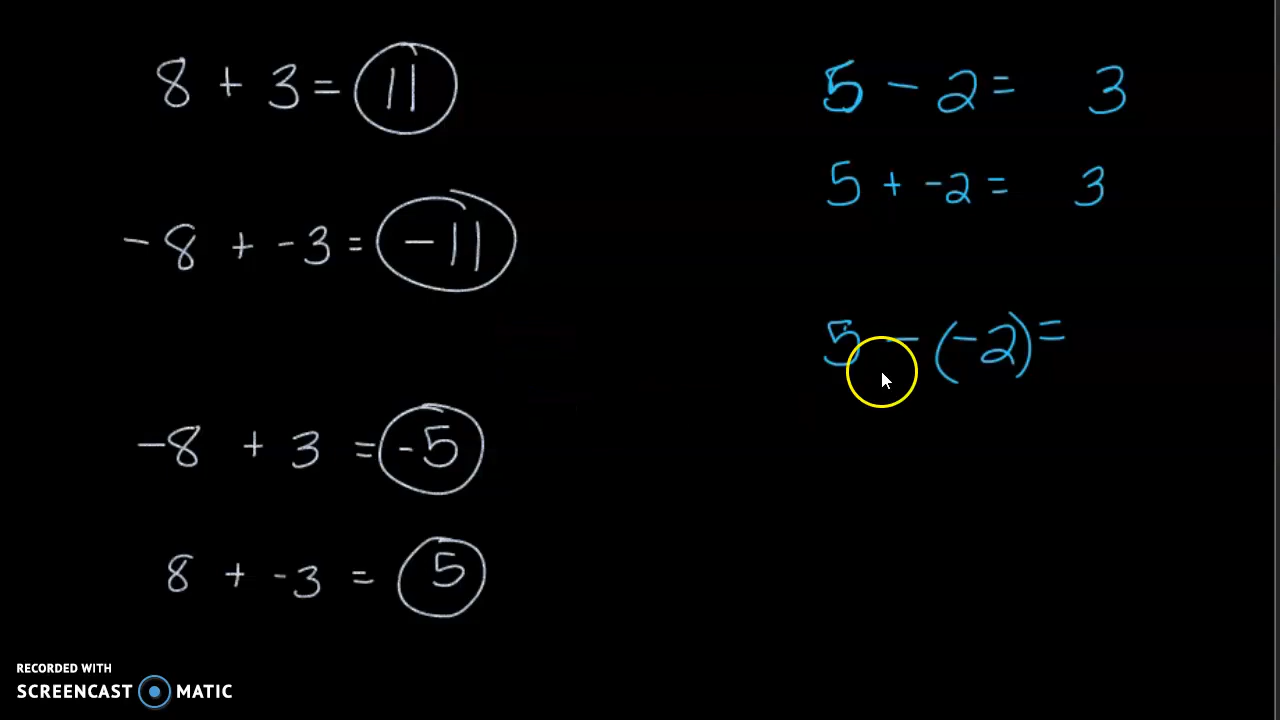 8 + 3 = 11
-8 + -3 = -11
-8 + 3 = -5
8 + -3 = 5
5 - 2 = 3
5 + -2 = 3
5 - (-2) =
RECORDED WITH
SCREENCAST MATIC